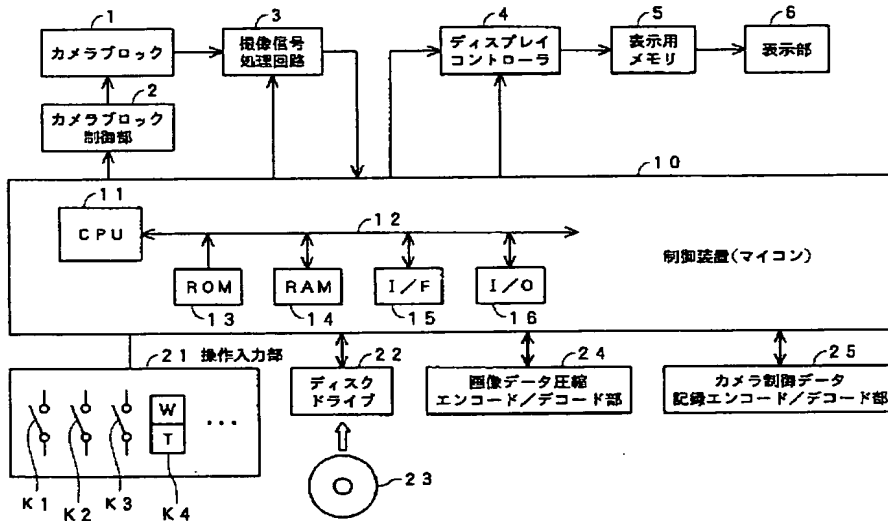 1
カメラブロック
3
撮像信号
処理回路
4
ディスプレイ
コントローラ
5
表示用
メモリ
6
表示部
2
カメラブロック
制御部
10
11
CPU
12
制御装置(マイコン)
ROM
13
RAM
14
I/F
15
I/O
16
21 操作入力部
W
T
...
K1
K2
K3
K4
22
ディスク
ドライブ
23
24
画像データ圧縮
エンコード/デコード部
25
カメラ制御データ
記録エンコード/デコード部